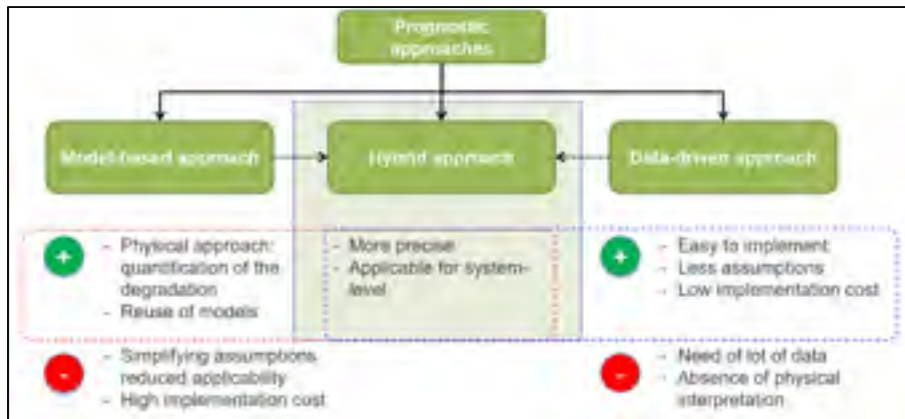 Prognostic
approaches
Model-based approach
Hybrid approach
Data-driven approach
+
- Physical approach:
quantification of the
degradation
- Reuse of models
- More precise
- Applicable for system-
level
+
- Easy to implement
- Less assumptions
- Low implementation cost
-
- Simplifying assumptions
reduced applicability
- High implementation cost
-
- Need of lot of data
- Absence of physical
interpretation